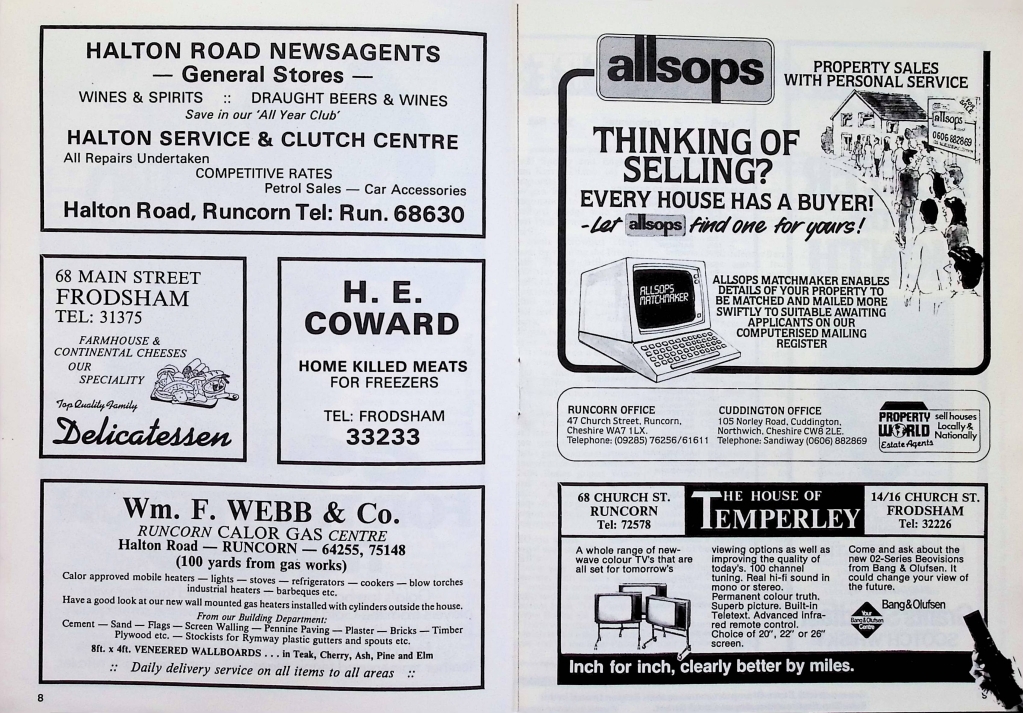 HALTON ROAD NEWSAGENTS
— General Stores —
WINES & SPIRITS :: DRAUGHT BEERS & WINES
Save in our 'All Year Club'
HALTON SERVICE & CLUTCH CENTRE
All Repairs Undertaken
COMPETITIVE RATES
Petrol Sales — Car Accessories
Halton Road, Runcorn Tel: Run. 68630
68 MAIN STREET
FRODSHAM
TEL: 31375
FARMHOUSE &
CONTINENTAL CHEESES
OUR
SPECIALITY
Top Quality Family
Delicatessen
H. E.
COWARD
HOME KILLED MEATS
FOR FREEZERS
TEL: FRODSHAM
33233
Wm. F. WEBB & Co.
RUNCORN CALOR GAS CENTRE
Halton Road — RUNCORN — 64255, 75148
(100 yards from gas works)
Calor approved mobile heaters — lights — stoves — refrigerators — cookers — blow torches
industrial heaters — barbeques etc.
Have a good look at our new wall mounted gas heaters installed with cylinders outside the house.
From our Building Department:
Cement — Sand — Flags — Screen Walling — Pennine Paving — Plaster — Bricks — Timber
Plywood etc. — Stockists for Rymway plastic gutters and spouts etc.
8ft. x 4ft. VENEERED WALLBOARDS . . . in Teak, Cherry, Ash, Pine and Elm
:: Daily delivery service on all items to all areas ::
8
allsops
PROPERTY SALES
WITH PERSONAL SERVICE
FOR SALE
allsops
0606 882869
THINKING OF
SELLING?
EVERY HOUSE HAS A BUYER!
-Let allsops find one for yours!
ALLSOPS
MATCHMAKER
ALLSOPS MATCHMAKER ENABLES
DETAILS OF YOUR PROPERTY TO
BE MATCHED AND MAILED MORE
SWIFTLY TO SUITABLE AWAITING
APPLICANTS ON OUR
COMPUTERISED MAILING
REGISTER
RUNCORN OFFICE
47 Church Street, Runcorn,
Cheshire WA7 1LX.
Telephone: (09285) 76256/61611
CUDDINGTON OFFICE
105 Norley Road, Cuddington,
Northwich, Cheshire CW8 2LE.
Telephone: Sandiway (0606) 882869
PROPERTY
WORLD
Estate Agents
sell houses
Locally &
Nationally
68 CHURCH ST.
RUNCORN
Tel: 72578
THE HOUSE OF
TEMPERLEY
14/16 CHURCH ST.
FRODSHAM
Tel: 32226
A whole range of new-
wave colour TV's that are
all set for tomorrow's
viewing options as well as
improving the quality of
today's. 100 channel
tuning. Real hi-fi sound in
mono or stereo.
Permanent colour truth.
Superb picture. Built-in
Teletext. Advanced infra-
red remote control.
Choice of 20", 22" or 26"
screen.
Come and ask about the
new 02-Series Beovisions
from Bang & Olufsen. It
could change your view of
the future.
Your
Bang & Olufsen
Centre
Bang & Olufsen
Inch for inch, clearly better by miles.